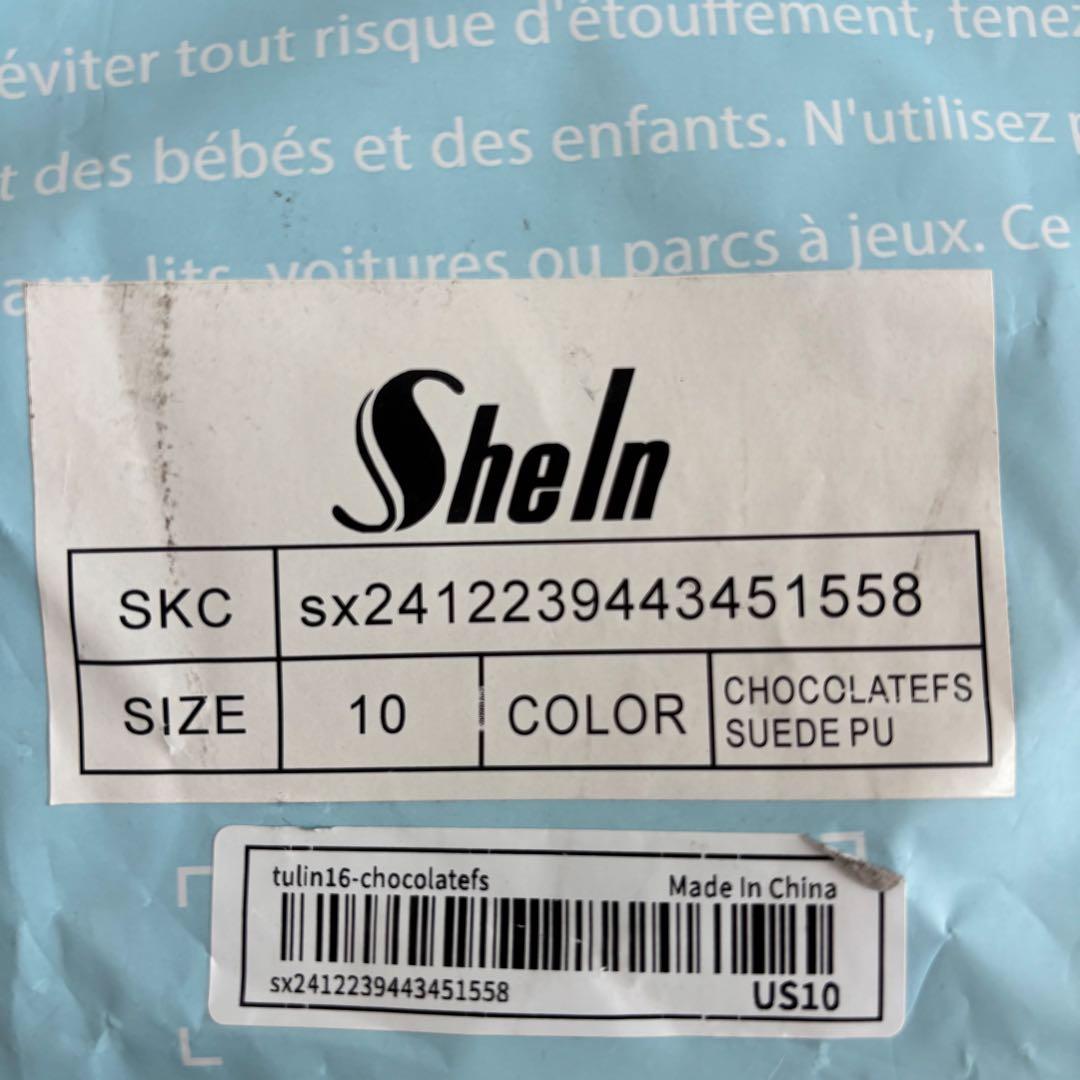 éviter tout risque d'étouffement, tenez
t des bébés et des enfants. N'utilisez
lits, voitures ou parcs à jeux. Ce
SheIn
SKC sx2412239443451558
SIZE 10 COLOR CHOCOLATEFS
SUEDE PU
tulin16-chocolatefs Made In China
sx2412239443451558 US10